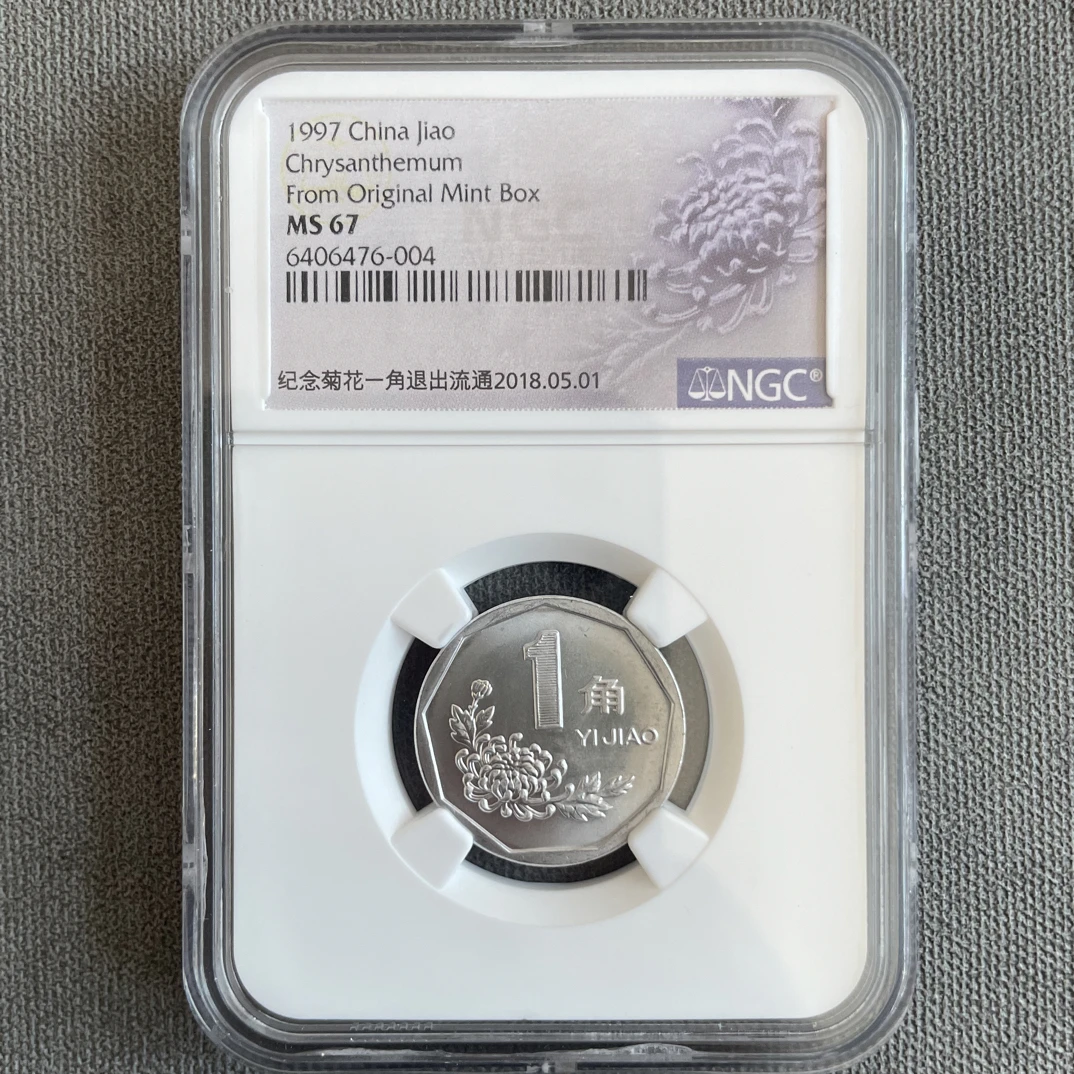 1997 China Jiao
Chrysanthemum
From Original Mint Box
MS 67
6406476-004
纪念菊花一角退出流通2018.05.01
NGC®
1
角
YI JIAO